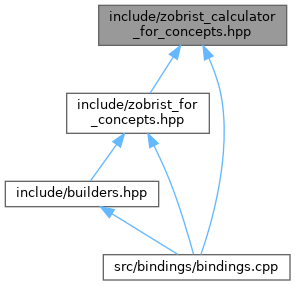 include/zobrist_calculator
_for_concepts.hpp
include/zobrist_for
_concepts.hpp
include/builders.hpp
src/bindings/bindings.cpp